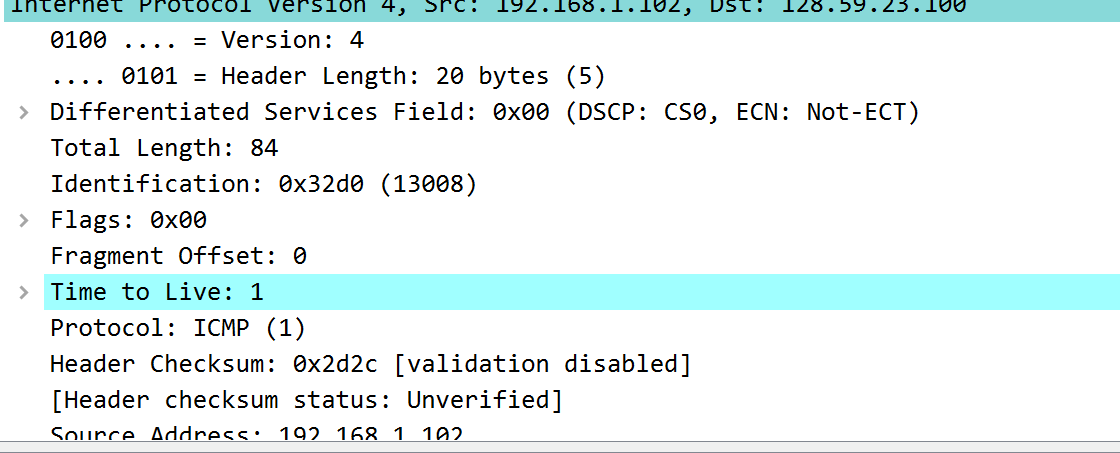 Internet Protocol Version 4, Src: 192.168.1.102, Dst: 128.59.23.100
0100 .... = Version: 4
.... 0101 = Header Length: 20 bytes (5)
Differentiated Services Field: 0x00 (DSCP: CS0, ECN: Not-ECT)
Total Length: 84
Identification: 0x32d0 (13008)
Flags: 0x00
Fragment Offset: 0
Time to Live: 1
Protocol: ICMP (1)
Header Checksum: 0x2d2c [validation disabled]
[Header checksum status: Unverified]
Source Address: 192.168.1.102